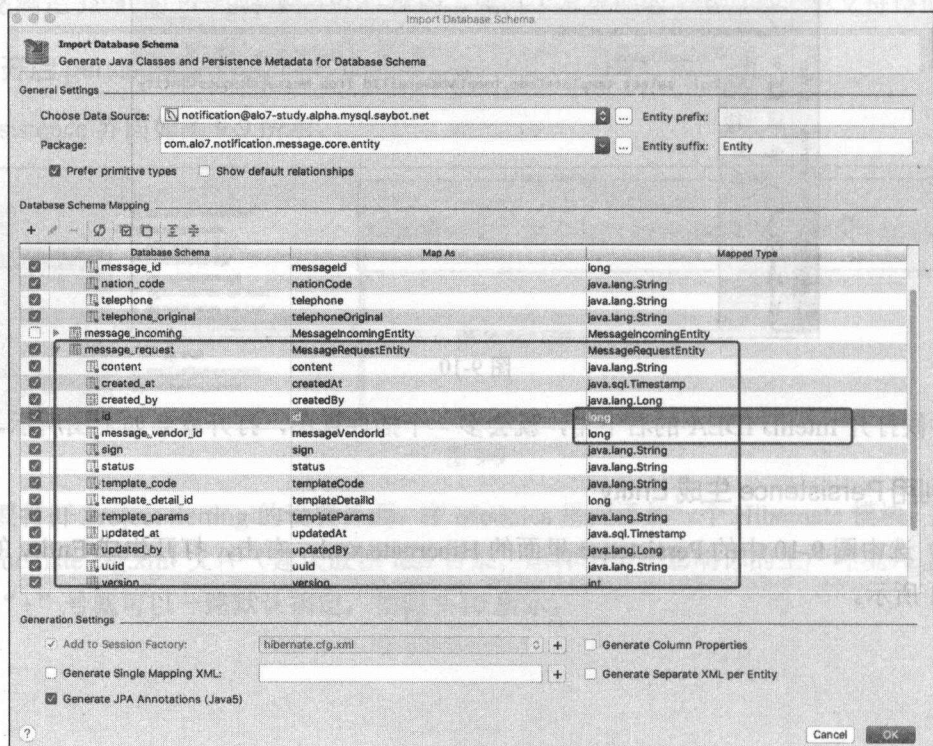 Import Database Schema
Import Database Schema
Generate Java Classes and Persistence Metadata for Database Schema
General Settings
Choose Data Source: notification@alo7-study.alpha.mysql.saybot.net ... Entity prefix:
Package: com.alo7.notification.message.core.entity ... Entity suffix: Entity
Prefer primitive types Show default relationships
Database Schema Mapping
Database Schema Map As Mapped Type
message_id messageId long
nation_code nationCode java.lang.String
telephone telephone java.lang.String
telephone_original telephoneOriginal java.lang.String
message_incoming MessageIncomingEntity MessageIncomingEntity
message_request MessageRequestEntity MessageRequestEntity
content content java.lang.String
created_at createdAt java.sql.Timestamp
created_by createdBy java.lang.Long
id id long
message_vendor_id messageVendorId long
sign sign java.lang.String
status status java.lang.String
template_code templateCode java.lang.String
template_detail_id templateDetailId long
template_params templateParams java.lang.String
updated_at updatedAt java.sql.Timestamp
updated_by updatedBy java.lang.Long
uuid uuid java.lang.String
version version int
Generation Settings
Add to Session Factory: hibernate.cfg.xml + Generate Column Properties
Generate Single Mapping XML: + Generate Separate XML per Entity
Generate JPA Annotations (Java5)
? Cancel OK